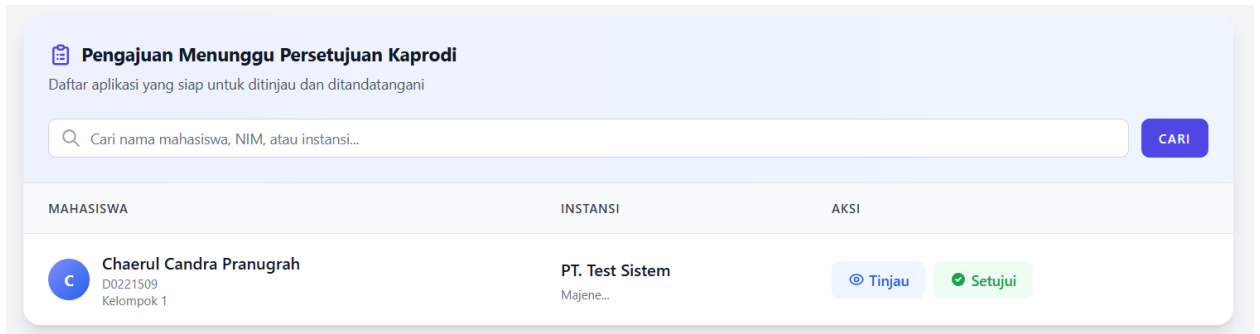 Pengajuan Menunggu Persetujuan Kaprodi
Daftar aplikasi yang siap untuk ditinjau dan ditandatangani
Cari nama mahasiswa, NIM, atau instansi...
CARI
MAHASISWA
INSTANSI
AKSI
C
Chaerul Candra Pranugrah
D0221509
Kelompok 1
PT. Test Sistem
Majene...
Tinjau
Setujui